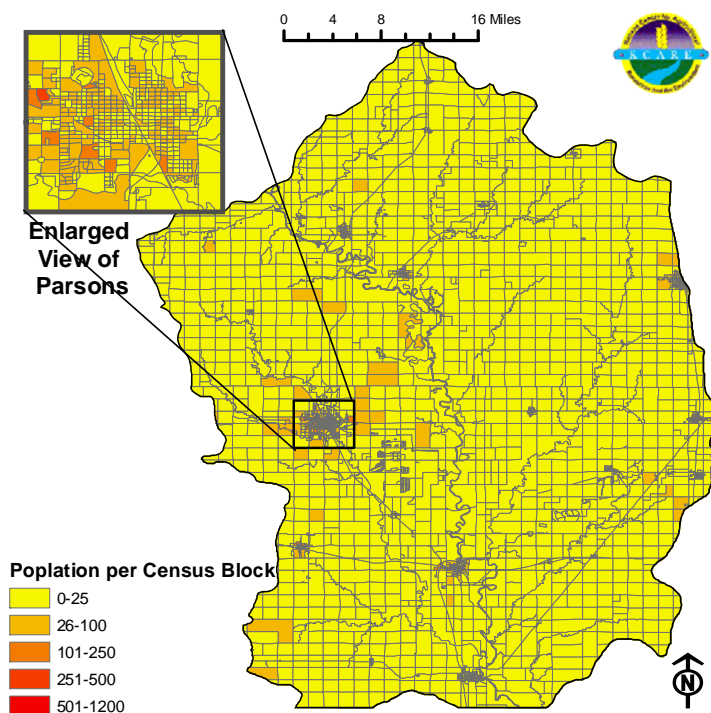 0 4 8 16 Miles
KCARE
Enlarged
View of
Parsons
Poplation per Census Block
0-25
26-100
101-250
251-500
501-1200
N